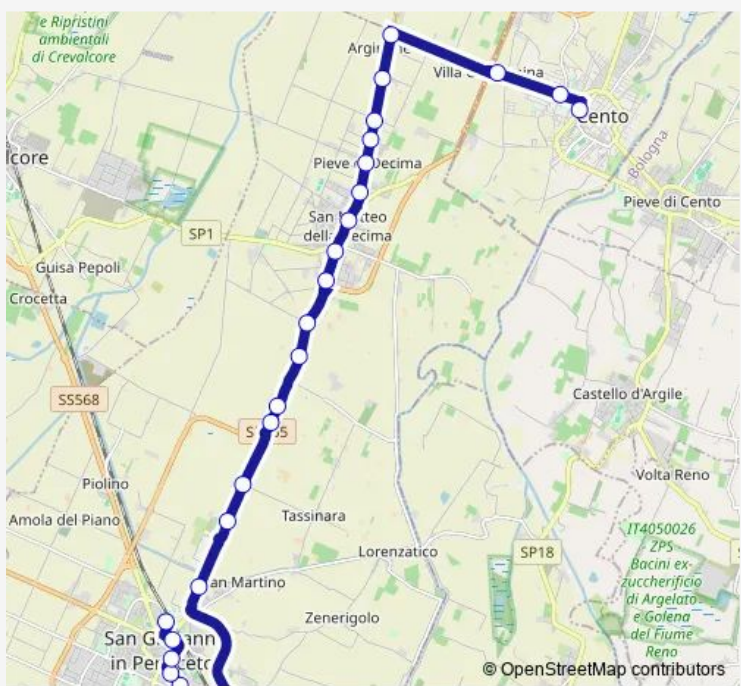 e Ripristini
ambientali
di Crevalcore
Cento
Bologna
Pieve di Cento
SP1
Guisa Pepoli
Crocetta
SS568
Castello d'Argile
Volta Reno
Piolino
Amola del Piano
Tassinara
Lorenzatico
SP18
IT4050026
ZPS
Bacini ex-
zuccherificio
di Argelato
e Golena
del Fiume
Reno
Zenerigolo
© OpenStreetMap contributors